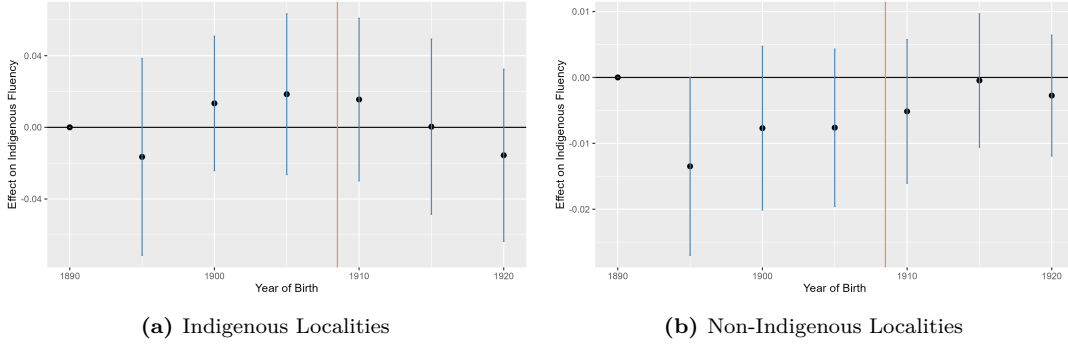 0.04
0.00
-0.04
Effect on Indigenous Fluency
1890
1900
1910
1920
Year of Birth
(a) Indigenous Localities
0.01
0.00
-0.01
-0.02
Effect on Indigenous Fluency
1890
1900
1910
1920
Year of Birth
(b) Non-Indigenous Localities